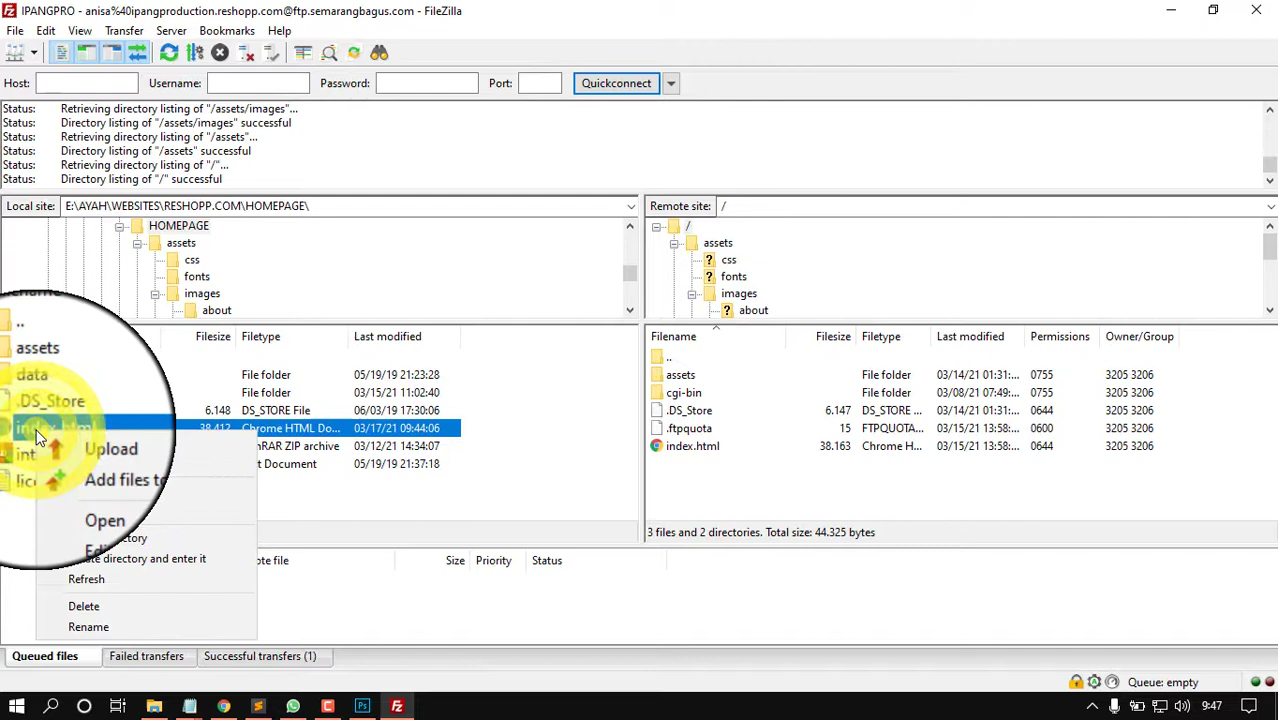 IPANGPRO - anisa%40ipangproduction.reshopp.com@ftp.semarangbagus.com - FileZilla
File Edit View Transfer Server Bookmarks Help
Host: Username: Password: Port: Quickconnect
Status: Retrieving directory listing of "/assets/images"...
Status: Directory listing of "/assets/images" successful
Status: Retrieving directory listing of "/assets"...
Status: Directory listing of "/assets" successful
Status: Retrieving directory listing of "/"...
Status: Directory listing of "/" successful
Local site: E:\AYAH\WEBSITES\RESHOPP.COM\HOMEPAGE\
HOMEPAGE
assets
css
fonts
images
about
Remote site: /
/
assets
css
fonts
images
about
Filesize Filetype Last modified
..
assets File folder 05/19/19 21:23:28
data File folder 03/15/21 11:02:40
.DS_Store 6.148 DS_STORE File 06/03/19 17:30:06
index.html 38.412 Chrome HTML Do... 03/17/21 09:44:06
03/12/21 14:34:07
05/19/19 21:37:18
Upload
Add files to
Open
directory and enter it
Refresh
Delete
Rename
Filename Filesize Filetype Last modified Permissions Owner/Group
..
assets File folder 03/14/21 01:31:... 0755 3205 3206
cgi-bin File folder 03/08/21 07:49:... 0755 3205 3206
.DS_Store 6.147 DS_STORE ... 03/14/21 01:31:... 0644 3205 3206
.ftpquota 15 FTPQUOTA... 03/15/21 13:57:... 0600 3205 3206
index.html 38.163 Chrome HT... 03/15/21 13:57:... 0644 3205 3206
3 files and 2 directories. Total size: 44.325 bytes
file Size Priority Status
Queued files Failed transfers Successful transfers (1)
Queue: empty
9:47